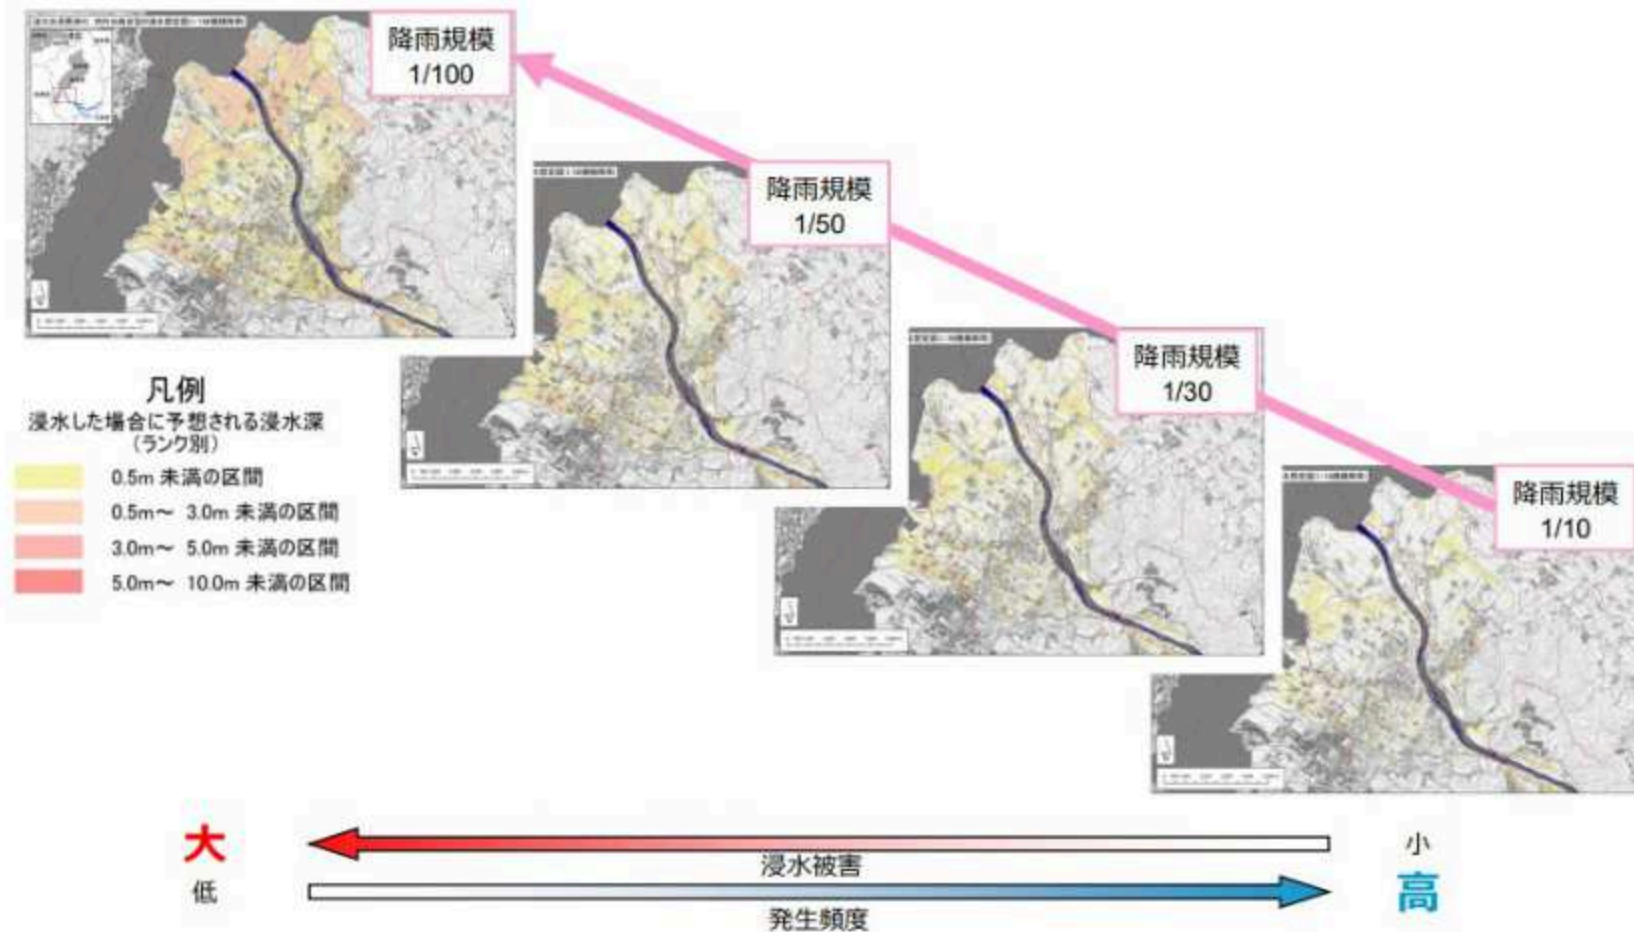 降雨規模
1/100
降雨規模
1/50
降雨規模
1/30
降雨規模
1/10
凡例
浸水した場合に予想される浸水深
（ランク別）
0.5m 未満の区間
0.5m～ 3.0m 未満の区間
3.0m～ 5.0m 未満の区間
5.0m～ 10.0m 未満の区間
大
小
浸水被害
低
高
発生頻度